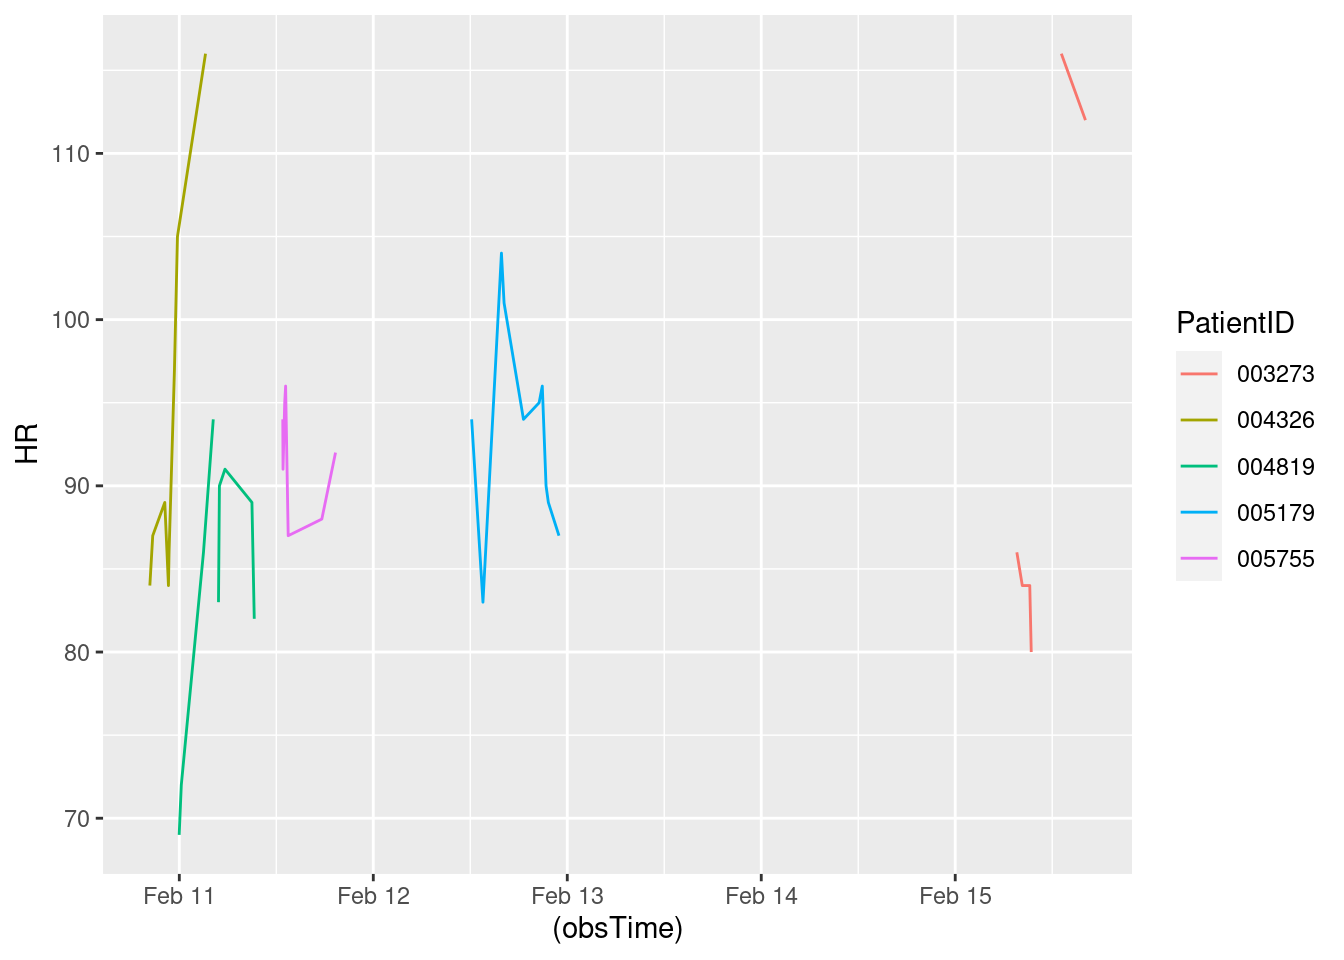 110
100
90
80
70
HR
Feb 11
Feb 12
Feb 13
Feb 14
Feb 15
(obsTime)
PatientID
003273
004326
004819
005179
005755